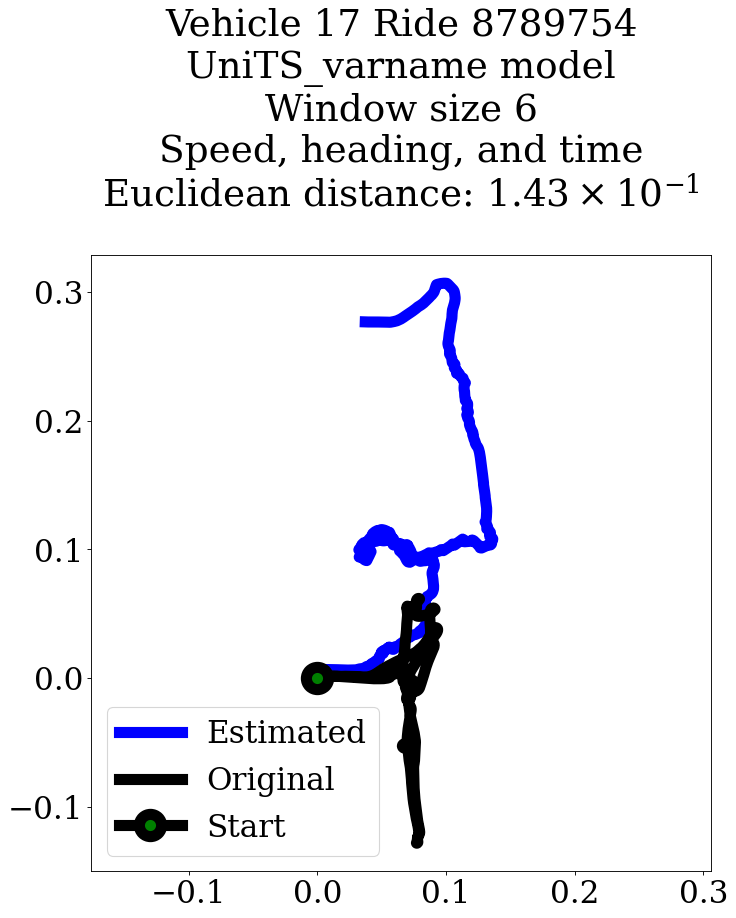 Vehicle 17 Ride 8789754
UniTS_varname model
Window size 6
Speed, heading, and time
Euclidean distance: $1.43 \times 10^{-1}$
0.3
0.2
0.1
0.0
−0.1
Estimated
Original
Start
−0.1 0.0 0.1 0.2 0.3